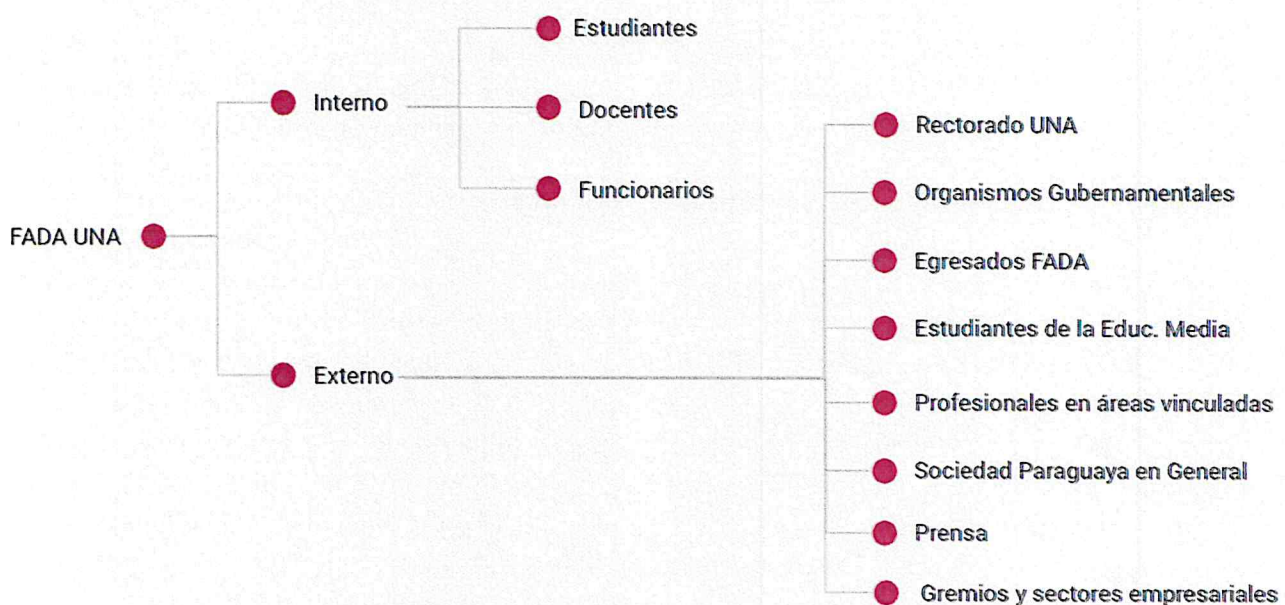 FADA UNA
Interno
Estudiantes
Docentes
Funcionarios
Externo
Rectorado UNA
Organismos Gubernamentales
Egresados FADA
Estudiantes de la Educ. Media
Profesionales en áreas vinculadas
Sociedad Paraguaya en General
Prensa
Gremios y sectores empresariales